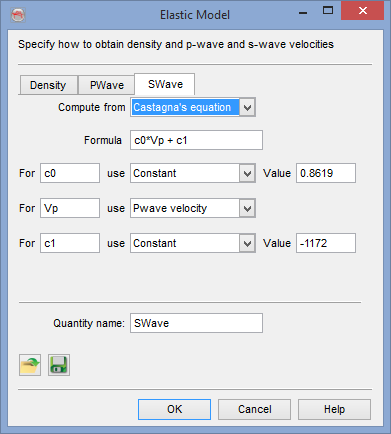 Elastic Model
Specify how to obtain density and p-wave and s-wave velocities
Density PWave SWave
Compute from Castagna's equation
Formula c0*Vp + c1
For c0 use Constant Value 0.8619
For Vp use Pwave velocity
For c1 use Constant Value -1172
Quantity name: SWave
OK Cancel Help